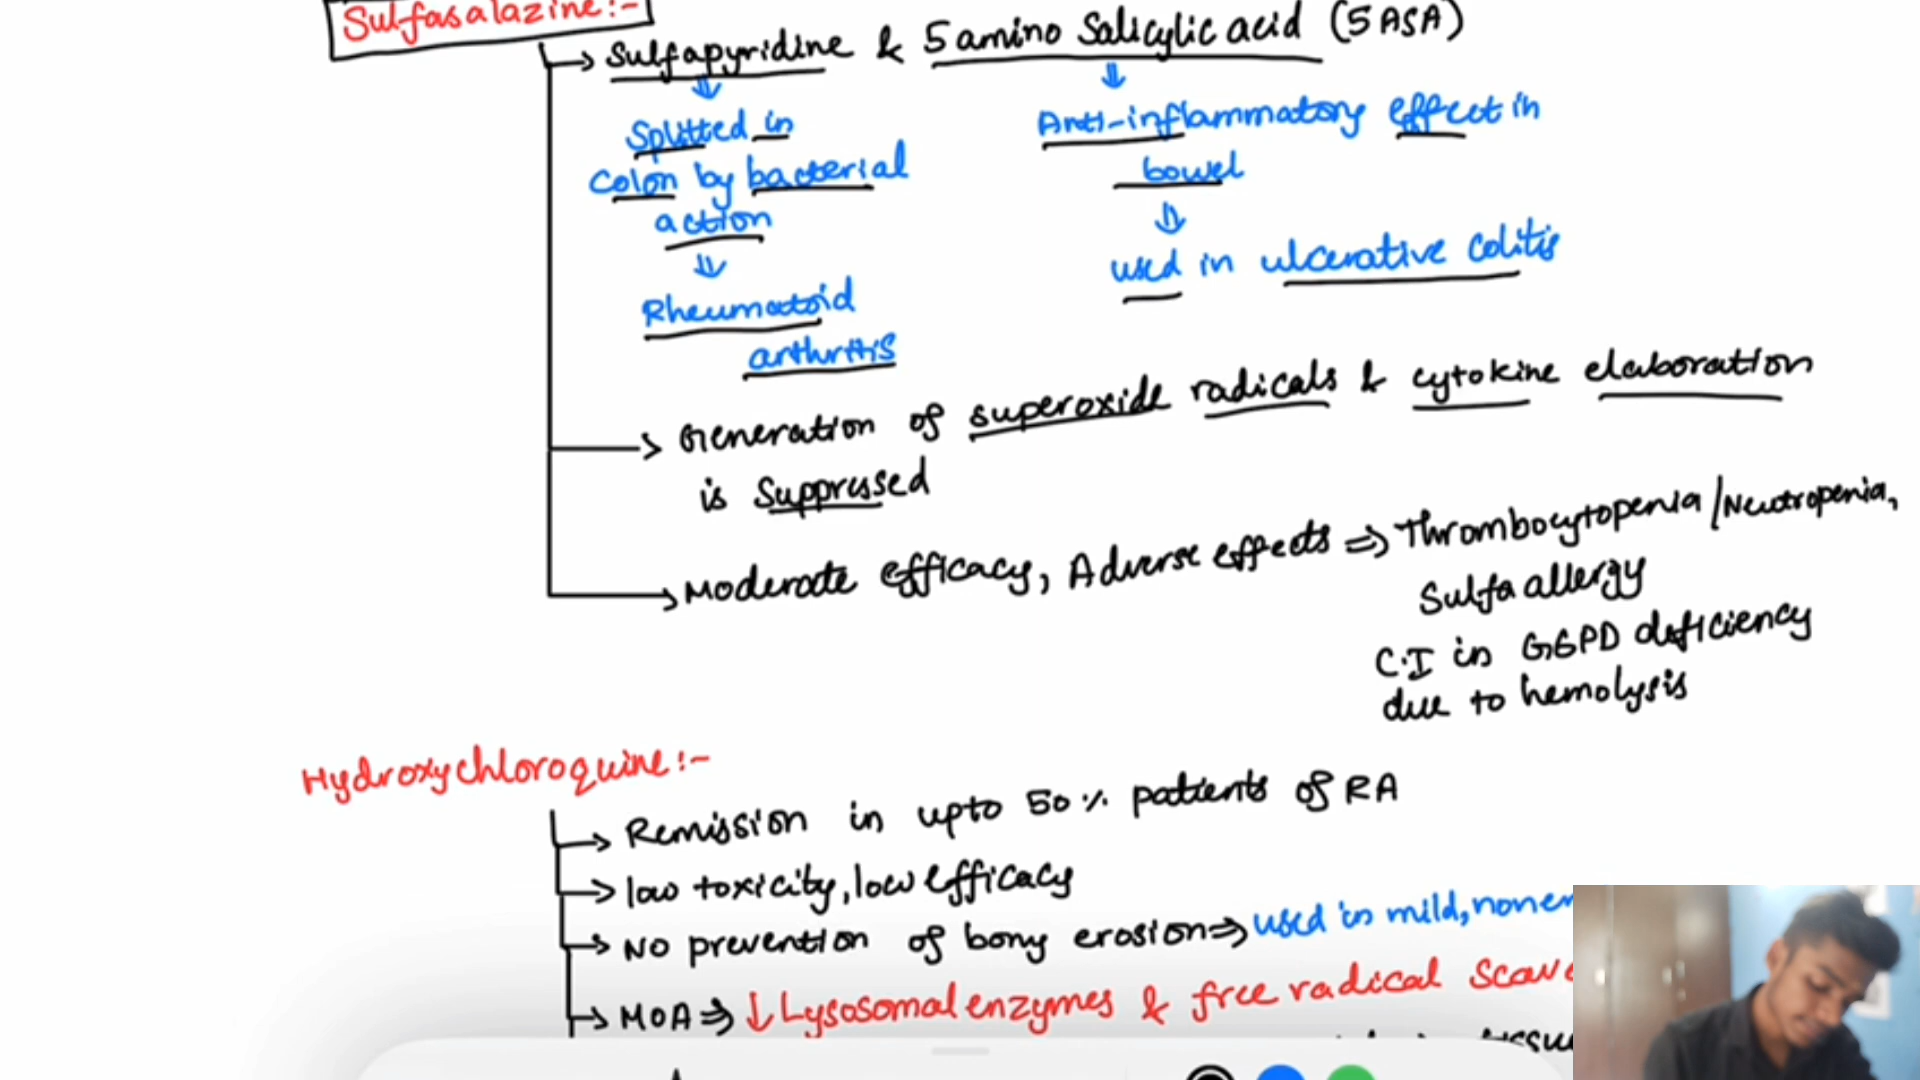 Sulfasalazine:-
→ Sulfapyridine & 5 amino Salicylic acid (5 ASA)
Splitted in
Colon by bacterial
action
Rheumatoid
arthritis
Anti-inflammatory effect in
bowel
used in ulcerative colitis
→ Generation of superoxide radicals & cytokine elaboration
is suppressed
→ Moderate efficacy, Adverse effects ⇒ Thrombocytopenia / Neutropenia,
Sulfa allergy
C.I in G6PD deficiency
due to hemolysis
Hydroxychloroquine:-
→ Remission in upto 50% patients of RA
→ low toxicity, low efficacy
→ No prevention of bony erosion ⇒ used in mild,
→ MOA ⇒ ↓ Lysosomal enzymes & free radical